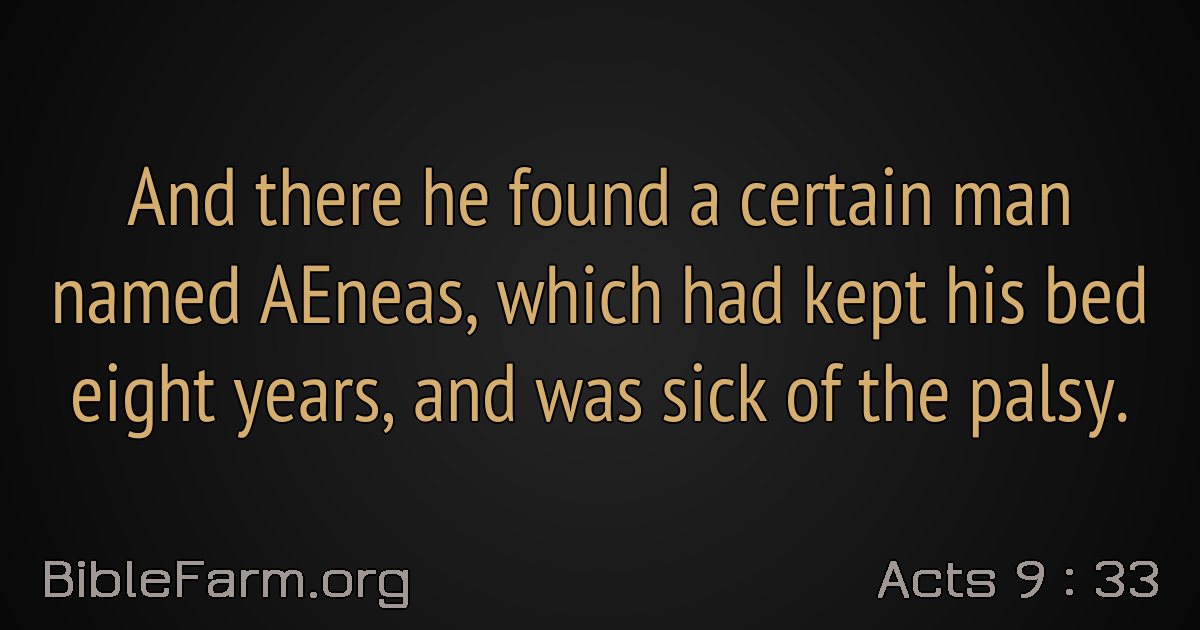 And there he found a certain man
named AEneas, which had kept his bed
eight years, and was sick of the palsy.
BibleFarm.org
Acts 9 : 33